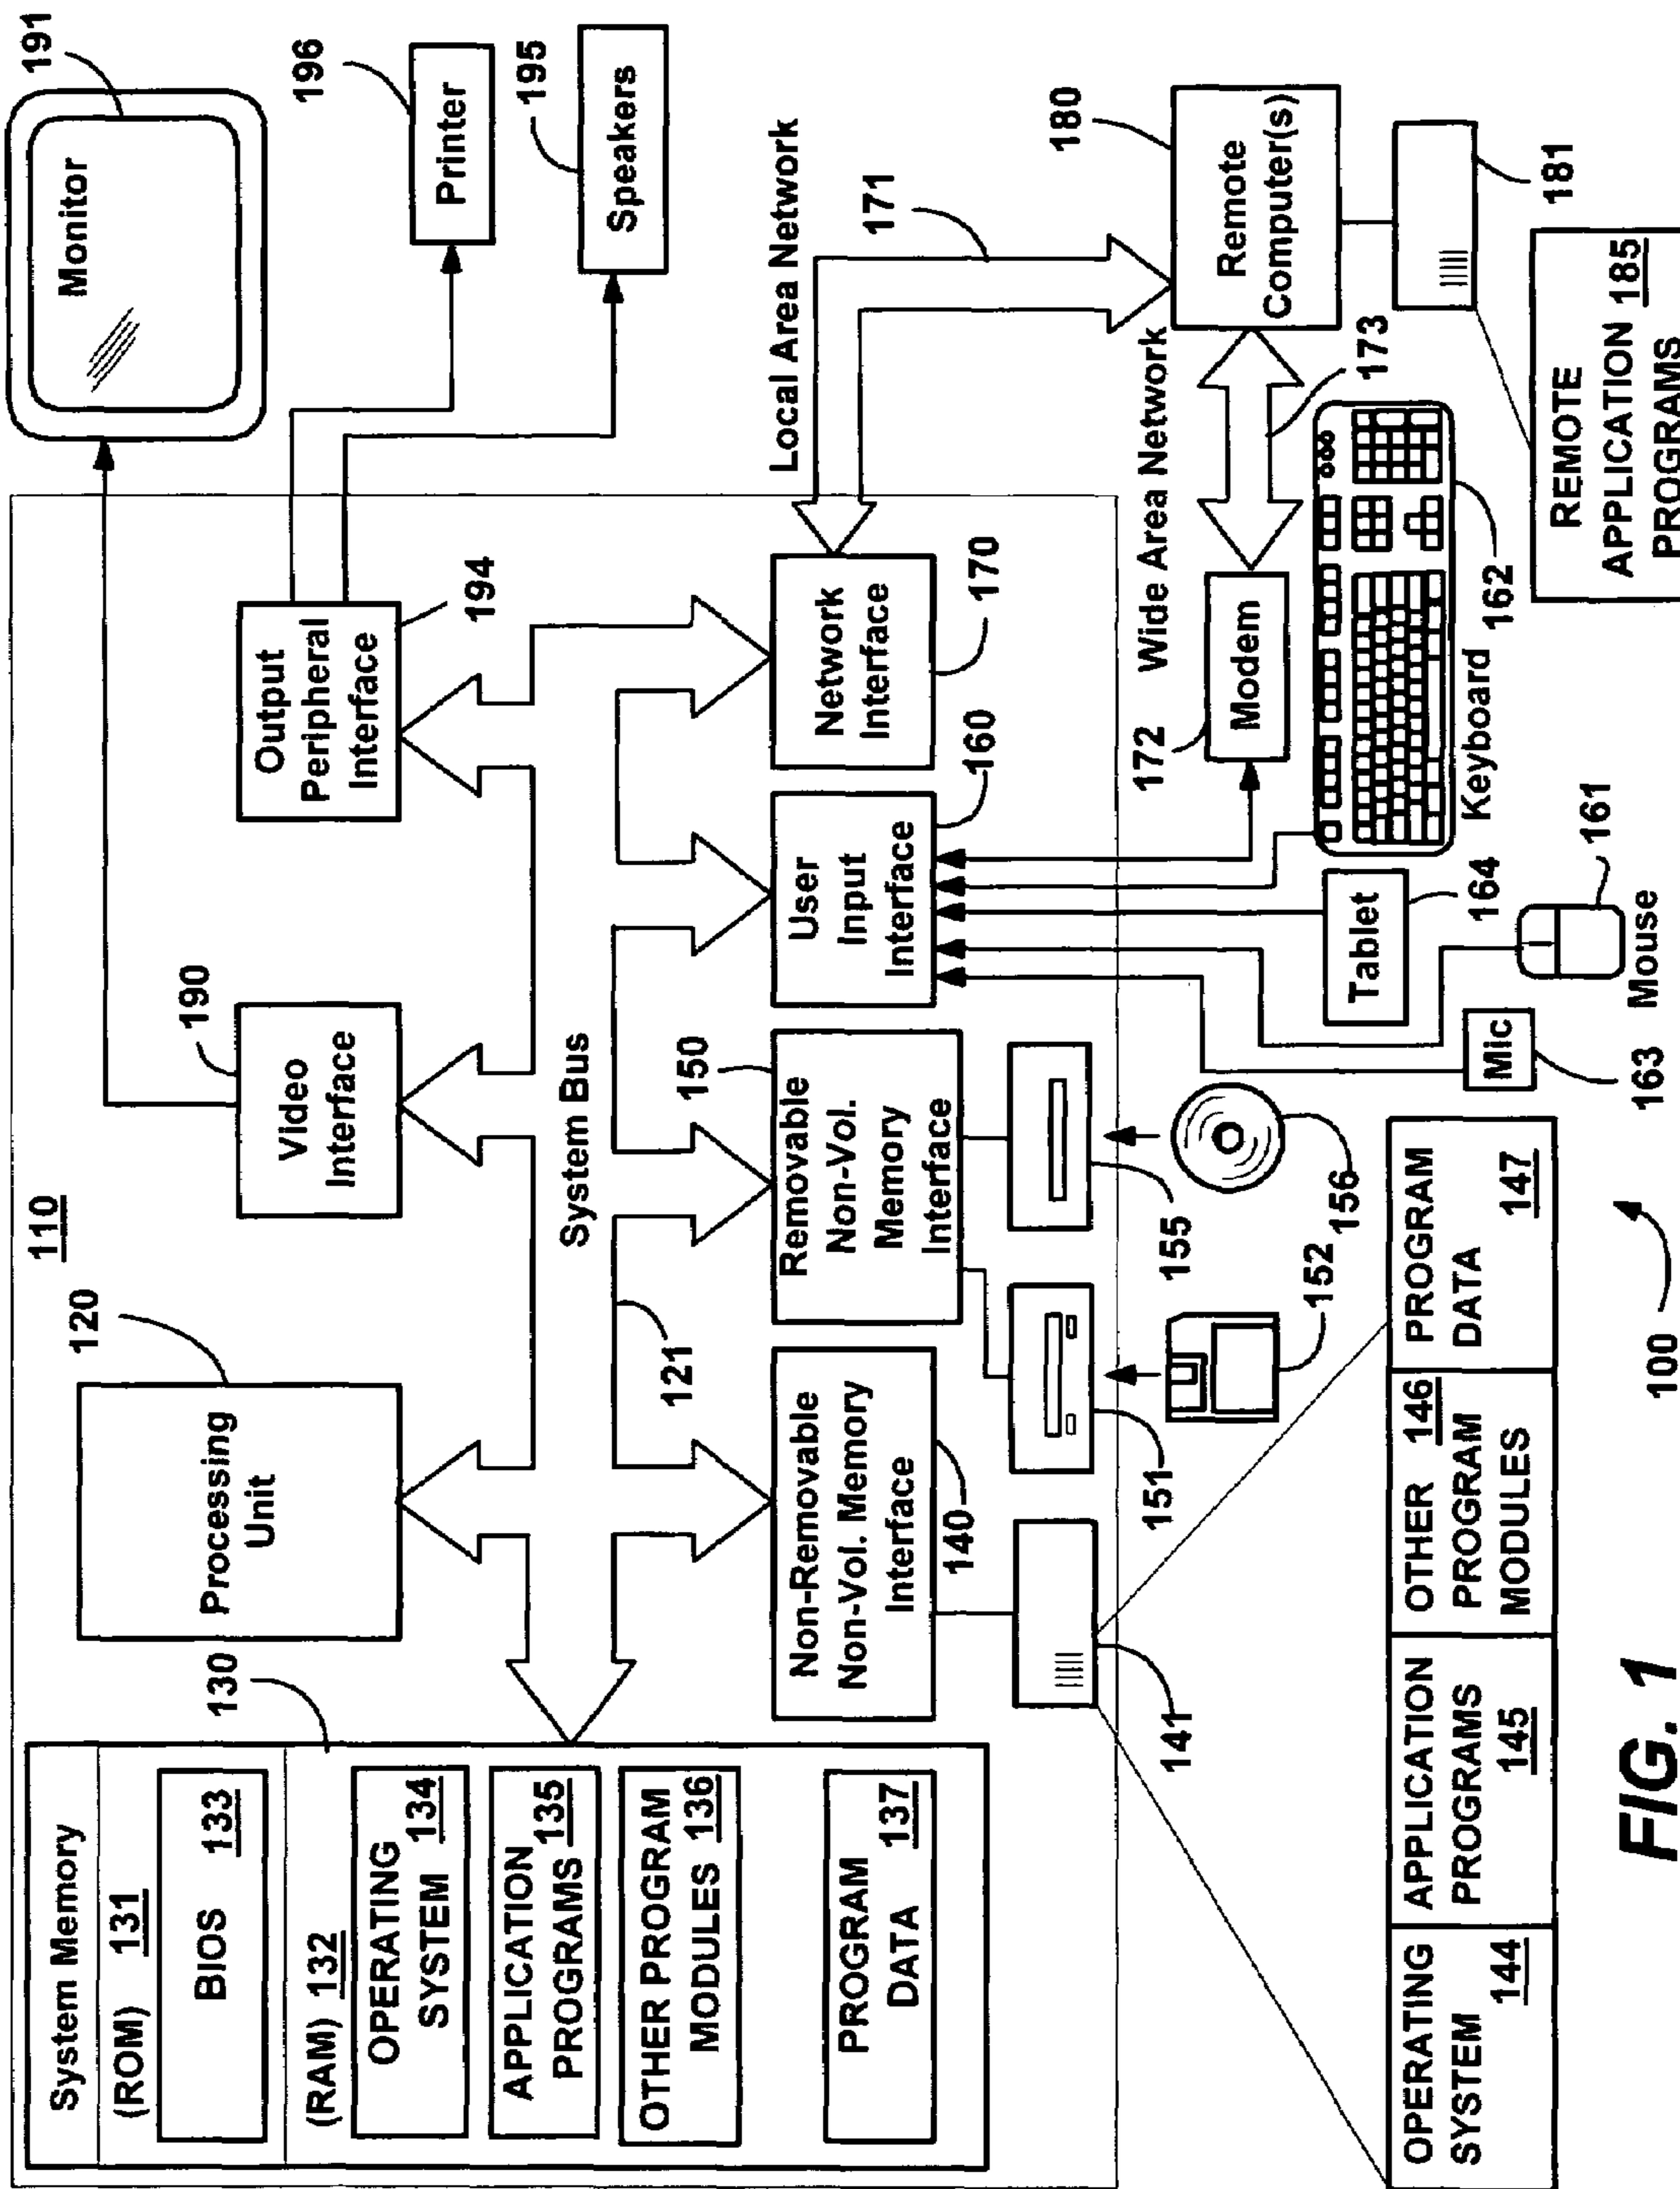 110
System Memory
(ROM) 131
BIOS 133
(RAM) 132
OPERATING
SYSTEM 134
APPLICATION
PROGRAMS 135
OTHER PROGRAM
MODULES 136
PROGRAM
DATA 137
130
Processing
Unit
120
Video
Interface
190
Output
Peripheral
Interface
194
Monitor
191
Printer
196
Speakers
195
System Bus
121
Non-Removable
Non-Vol. Memory
Interface
140
Removable
Non-Vol.
Memory
Interface
150
User
Input
Interface
160
Network
Interface
170
Local Area Network
171
141
151
152
155
156
172
Modem
Wide Area Network
173
Remote
Computer(s)
180
181
Keyboard
162
Tablet
164
Mic
163
Mouse
161
OPERATING
SYSTEM 144
APPLICATION
PROGRAMS
145
OTHER 146
PROGRAM
MODULES
PROGRAM
DATA 147
REMOTE
APPLICATION 185
PROGRAMS
100
FIG. 1